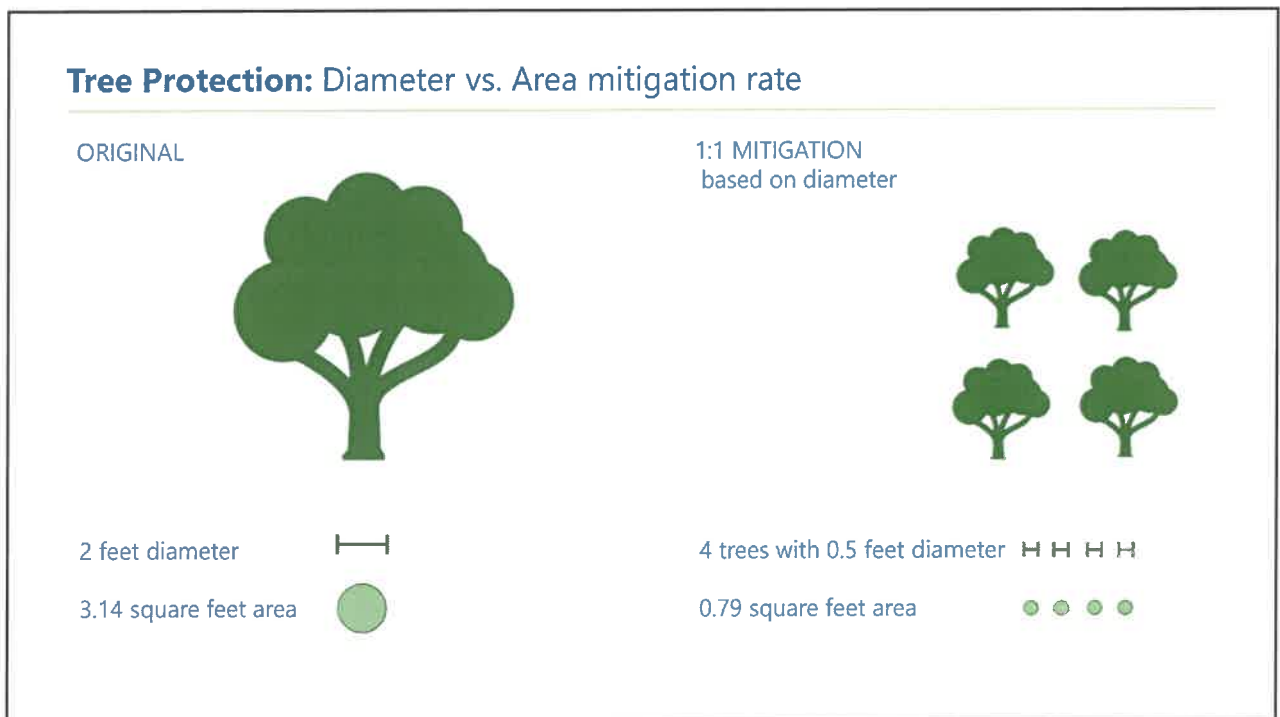 Tree Protection: Diameter vs. Area mitigation rate
ORIGINAL
1:1 MITIGATION
based on diameter
2 feet diameter
3.14 square feet area
4 trees with 0.5 feet diameter
0.79 square feet area